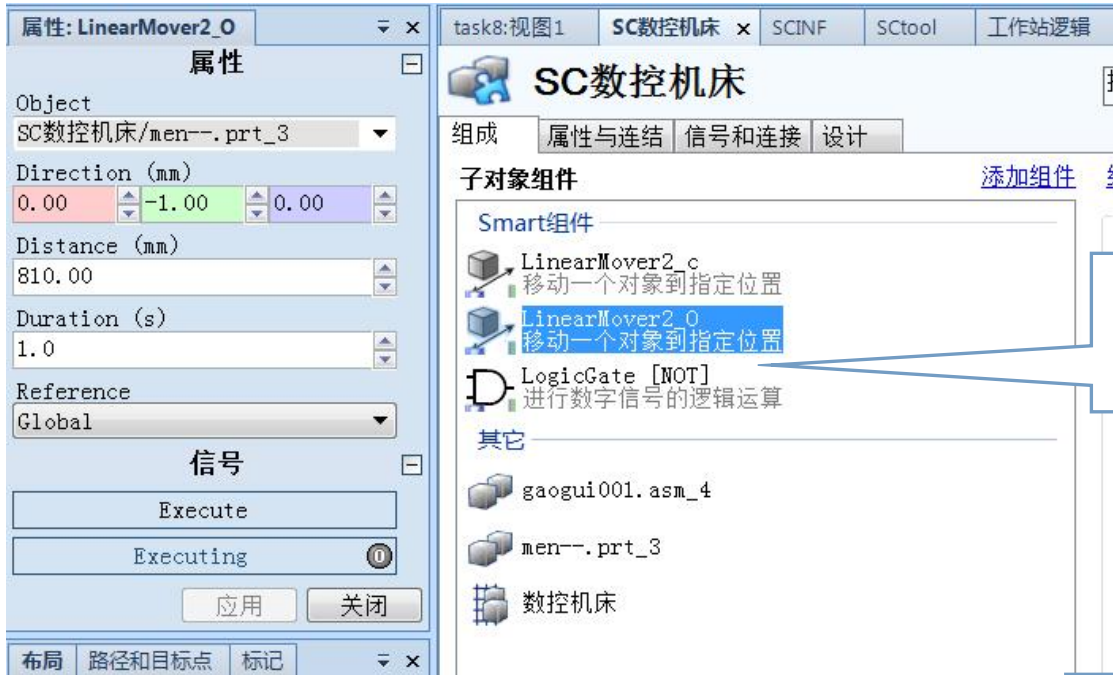 属性: LinearMover2_O
属性
Object
SC数控机床/men--.prt_3
Direction (mm)
0.00 -1.00 0.00
Distance (mm)
810.00
Duration (s)
1.0
Reference
Global
信号
Execute
Executing 0
应用 关闭
布局 路径和目标点 标记
task8:视图1 SC数控机床 SCINF SCtool 工作站逻辑
SC数控机床
组成 属性与连结 信号和连接 设计
子对象组件 添加组件
Smart组件
LinearMover2_c
移动一个对象到指定位置
LinearMover2_O
移动一个对象到指定位置
LogicGate [NOT]
进行数字信号的逻辑运算
其它
gaogui001.asm_4
men--.prt_3
数控机床